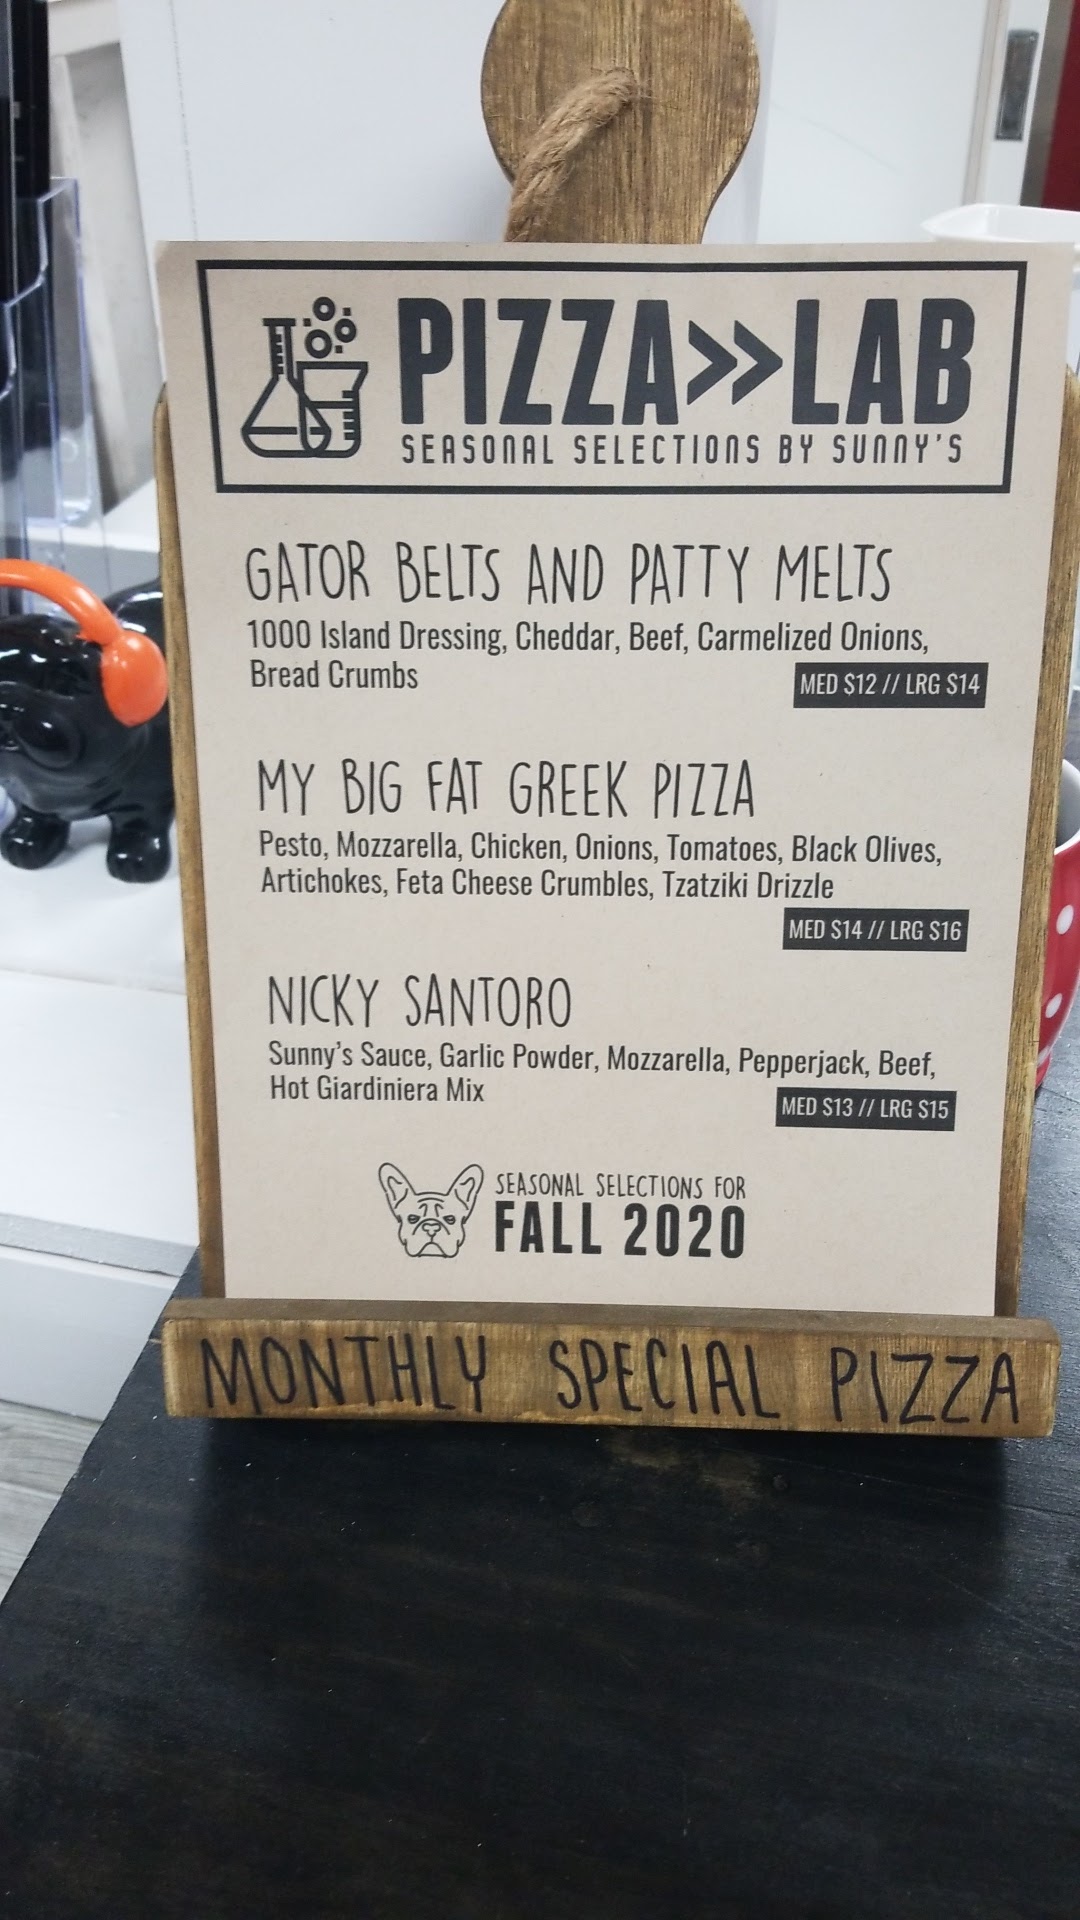 PIZZA>>LAB
SEASONAL SELECTIONS BY SUNNY'S
GATOR BELTS AND PATTY MELTS
1000 Island Dressing, Cheddar, Beef, Carmelized Onions,
Bread Crumbs
MED $12 // LRG $14
MY BIG FAT GREEK PIZZA
Pesto, Mozzarella, Chicken, Onions, Tomatoes, Black Olives,
Artichokes, Feta Cheese Crumbles, Tzatziki Drizzle
MED $14 // LRG $16
NICKY SANTORO
Sunny's Sauce, Garlic Powder, Mozzarella, Pepperjack, Beef,
Hot Giardiniera Mix
MED $13 // LRG $15
SEASONAL SELECTIONS FOR
FALL 2020
MONTHLY SPECIAL PIZZA